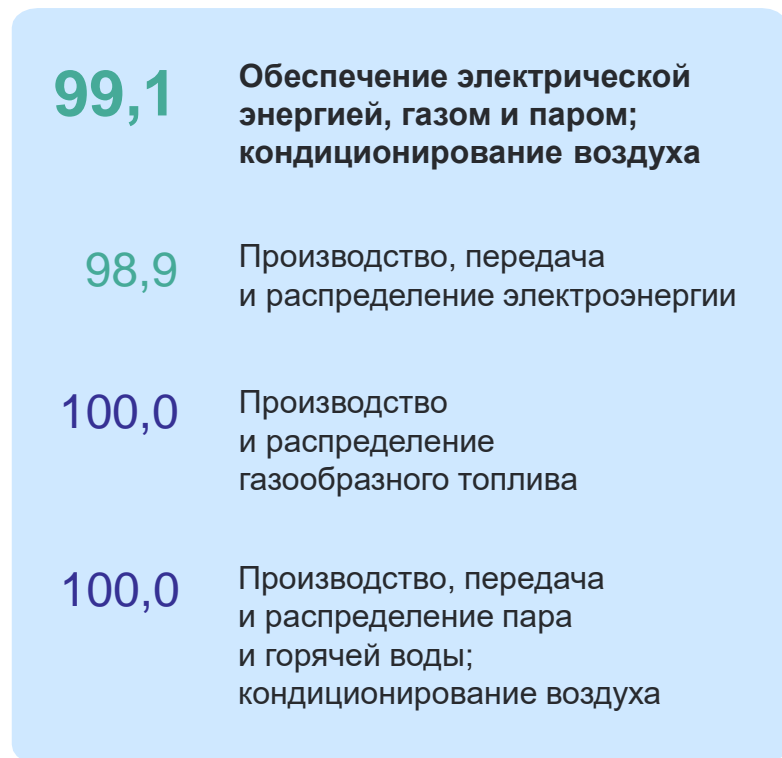 99,1
Обеспечение электрической
энергией, газом и паром;
кондиционирование воздуха
98,9
Производство, передача
и распределение электроэнергии
100,0
Производство
и распределение
газообразного топлива
100,0
Производство, передача
и распределение пара
и горячей воды;
кондиционирование воздуха